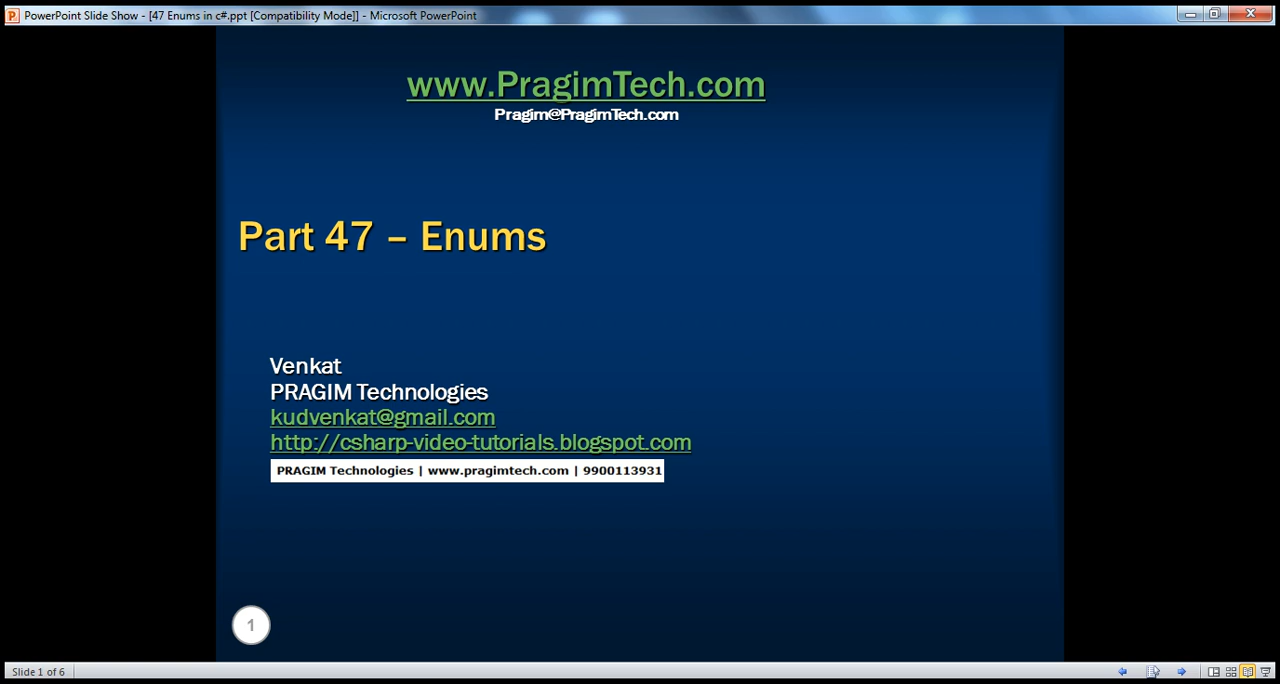 PowerPoint Slide Show - [47 Enums in c#.ppt [Compatibility Mode]] - Microsoft PowerPoint
www.PragimTech.com
Pragim@PragimTech.com
Part 47 – Enums
Venkat
PRAGIM Technologies
kudvenkat@gmail.com
http://csharp-video-tutorials.blogspot.com
PRAGIM Technologies | www.pragimtech.com | 9900113931
1
Slide 1 of 6